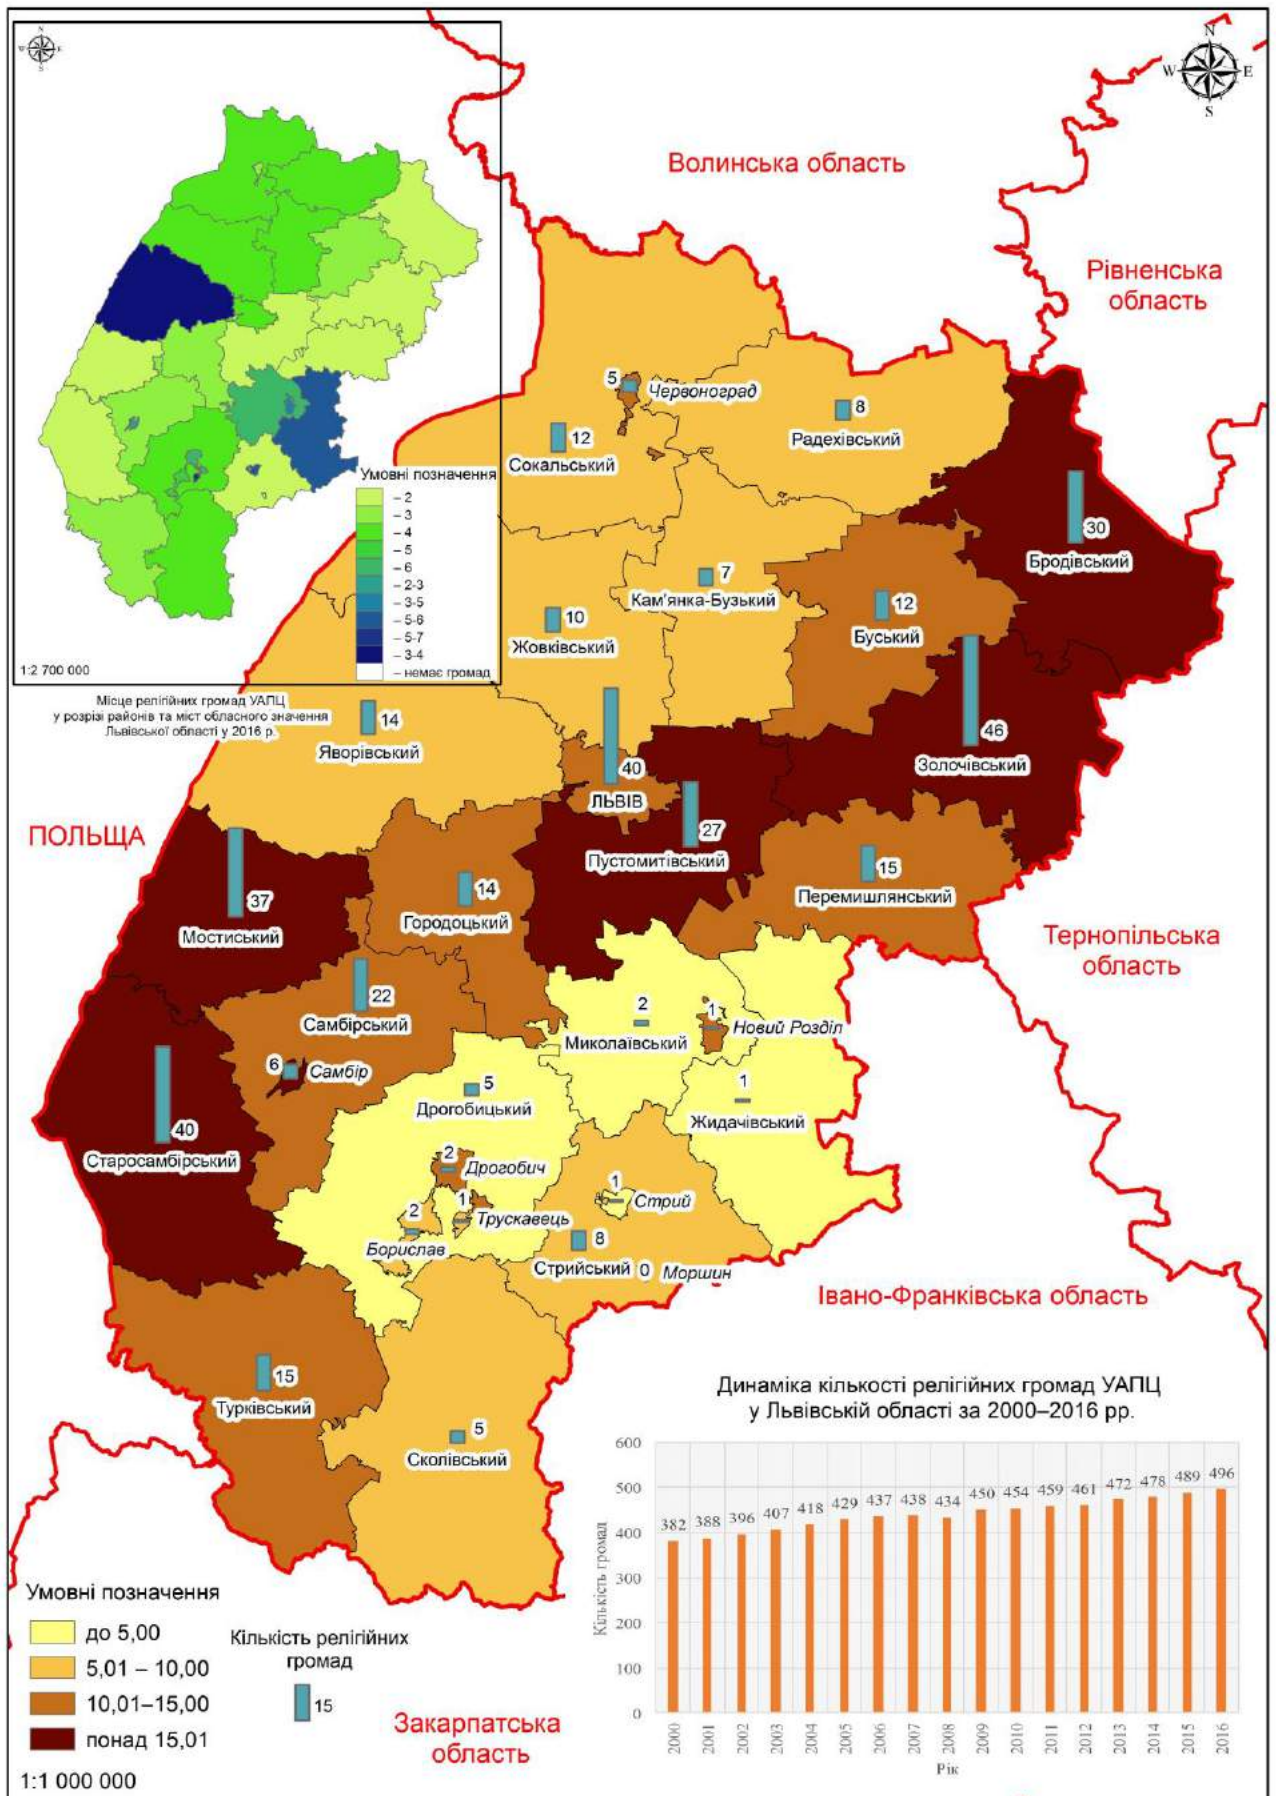 N
W
E
S
N
W
E
S
Волинська область
Рівненська
область
5
Червоноград
8
Радехівський
12
Сокальський
Умовні позначення
– 2
– 3
– 4
– 5
– 6
– 2-3
– 3-5
– 5-6
– 5-7
– 3-4
– немає громад
1:2 700 000
30
Бродівський
7
Кам'янка-Бузький
12
Буський
10
Жовківський
Місце релігійних громад УАПЦ
у розрізі районів та міст обласного значення
Львівської області у 2016 р.
14
Яворівський
46
Золочівський
40
ЛЬВІВ
ПОЛЬЩА
27
Пустомитівський
15
Перемишлянський
37
Мостиський
14
Городоцький
Тернопільська
область
22
Самбірський
2
Миколаївський
1
Новий Розділ
6
Самбір
5
Дрогобицький
1
Жидачівський
40
Старосамбірський
2
Дрогобич
1
Трускавець
2
Борислав
1
Стрий
8
Стрийський
0
Моршин
Івано-Франківська область
15
Турківський
5
Сколівський
Динаміка кількості релігійних громад УАПЦ
у Львівській області за 2000–2016 рр.
600
500
400
300
200
100
0
Кількість громад
382 388 396 407 418 429 437 438 434 450 454 459 461 472 478 489 496
2000 2001 2002 2003 2004 2005 2006 2007 2008 2009 2010 2011 2012 2013 2014 2015 2016
Рік
Умовні позначення
до 5,00
5,01 – 10,00
10,01–15,00
понад 15,01
Кількість релігійних
громад
15
Закарпатська
область
1:1 000 000